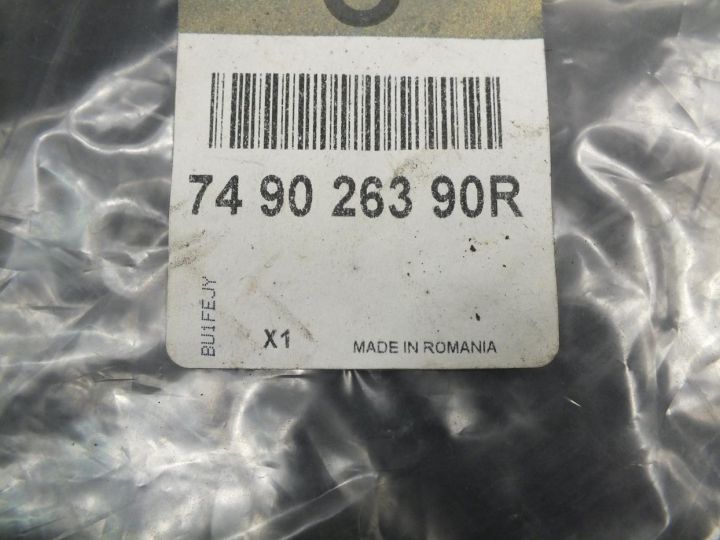 74 90 263 90R
BU1FEJY
X1
MADE IN ROMANIA